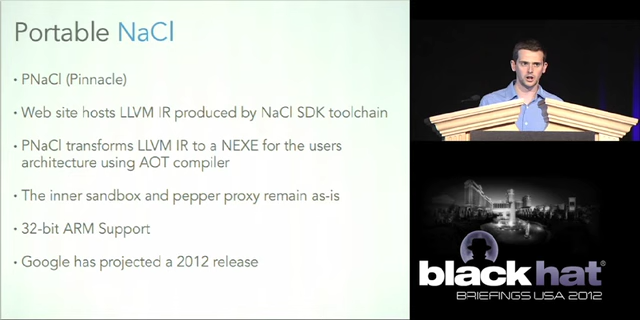 Portable NaCl
• PNaCl (Pinnacle)
• Web site hosts LLVM IR produced by NaCl SDK toolchain
• PNaCl transforms LLVM IR to a NEXE for the users
architecture using AOT compiler
• The inner sandbox and pepper proxy remain as-is
• 32-bit ARM Support
• Google has projected a 2012 release
black hat®
BRIEFINGS USA 2012